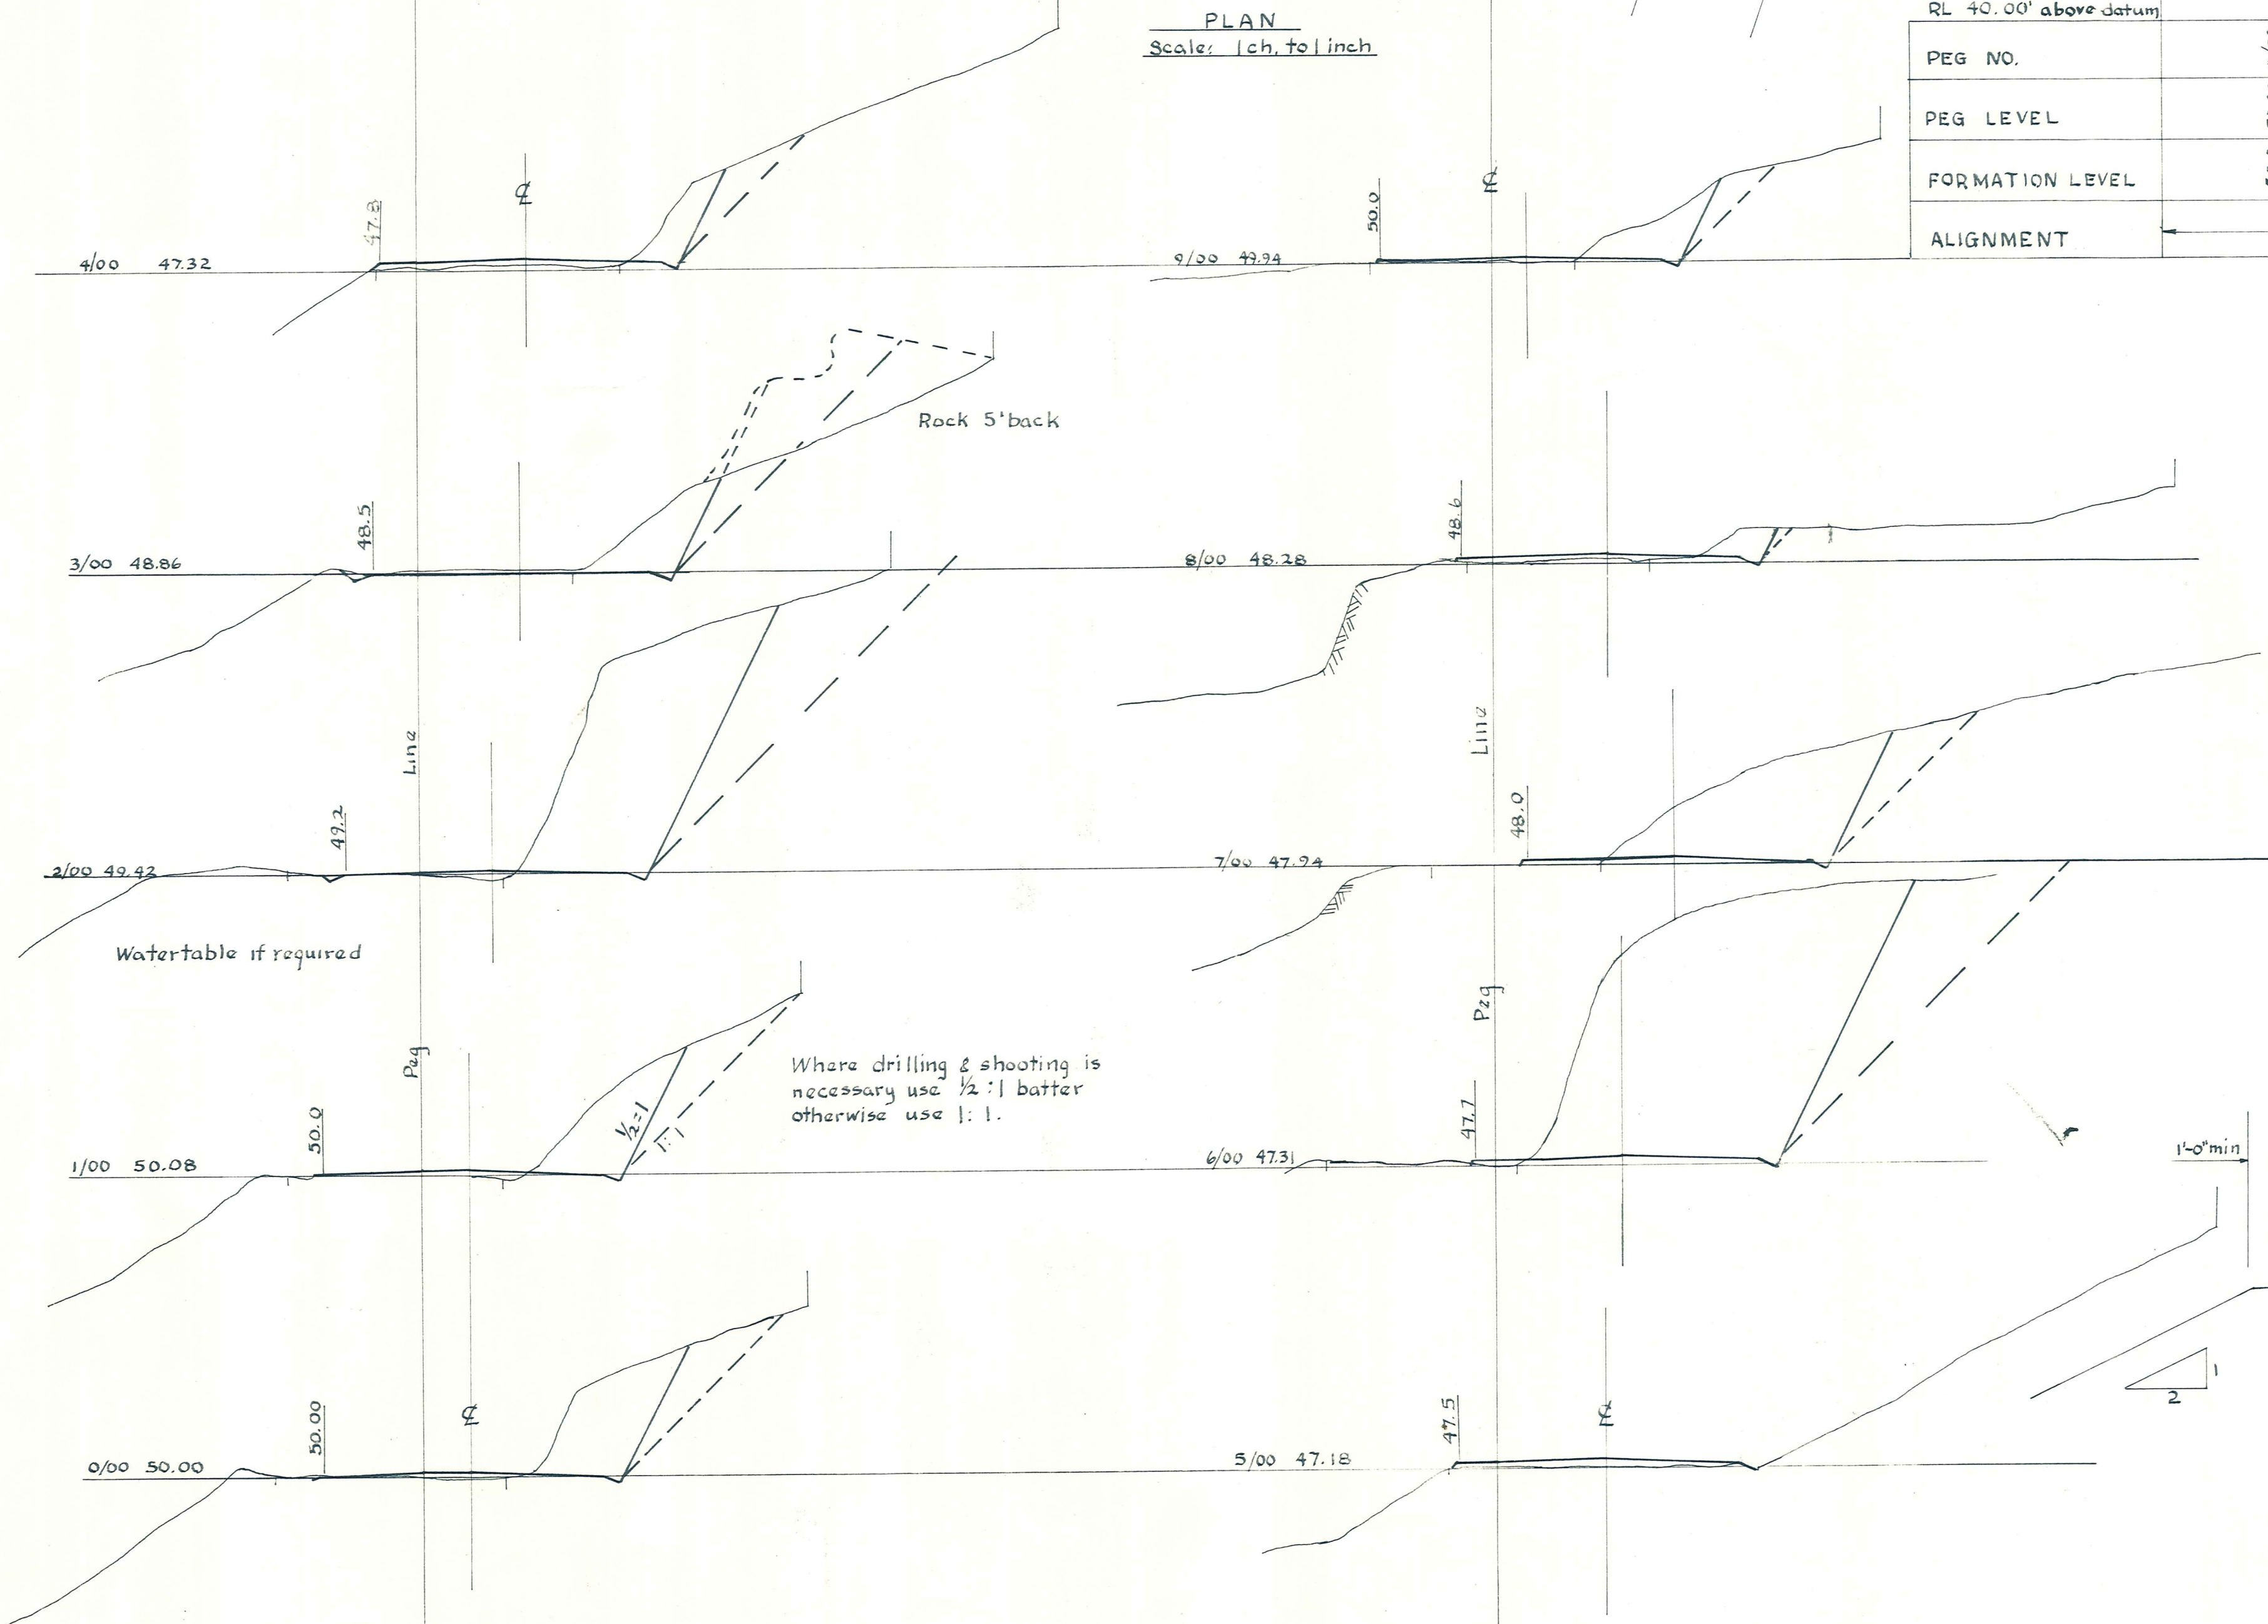 PLAN
Scale: 1ch. to 1 inch
RL 40.00' above datum
PEG NO.
PEG LEVEL
FORMATION LEVEL
ALIGNMENT
47.8
℄
4/00 47.32
50.0
℄
9/00 49.94
Rock 5' back
48.5
3/00 48.86
48.6
8/00 48.28
Line
49.2
2/00 49.42
Line
48.0
7/00 47.94
Watertable if required
Peg
Where drilling & shooting is
necessary use ½:1 batter
otherwise use 1:1.
½=1
1:1
50.0
1/00 50.08
Peg
47.7
6/00 47.31
1'-0" min
50.00
℄
0/00 50.00
47.5
℄
5/00 47.18
1
2